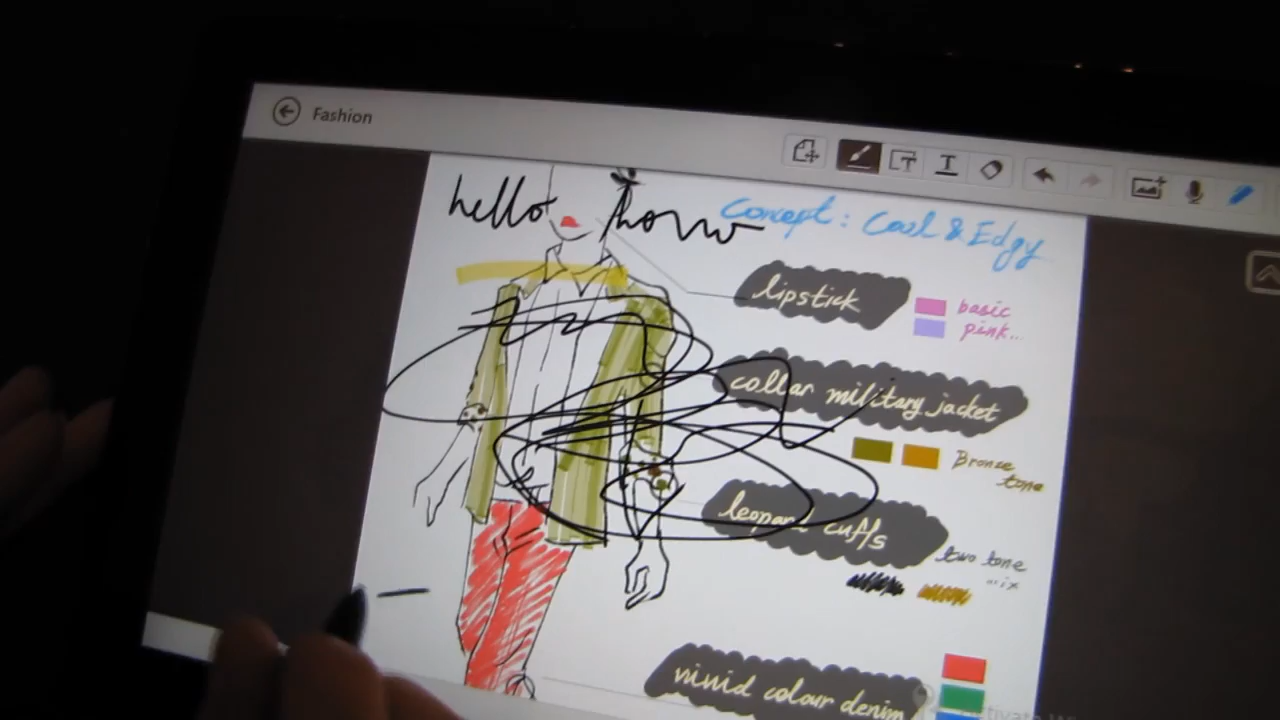 Fashion
hello how
Concept: Cool & Edgy
lipstick
basic
pink...
collar military jacket
Bronze
tone
leopard cuffs
two tone
mix
vivid colour denim